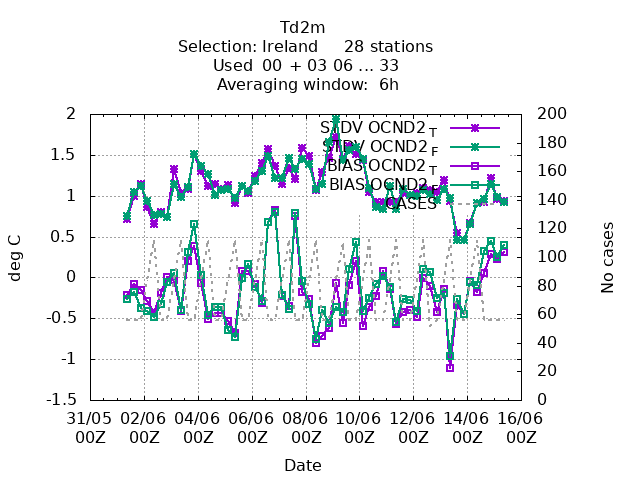 Td2m
Selection: Ireland 28 stations
Used 00 + 03 06 ... 33
Averaging window: 6h
STDV OCND2 T
STDV OCND2 F
BIAS OCND2 T
BIAS OCND2 F
CASES
deg C
2
1.5
1
0.5
0
-0.5
-1
-1.5
200
180
160
140
120
100
80
60
40
20
0
No cases
31/05 02/06 04/06 06/06 08/06 10/06 12/06 14/06 16/06
00Z 00Z 00Z 00Z 00Z 00Z 00Z 00Z 00Z
Date